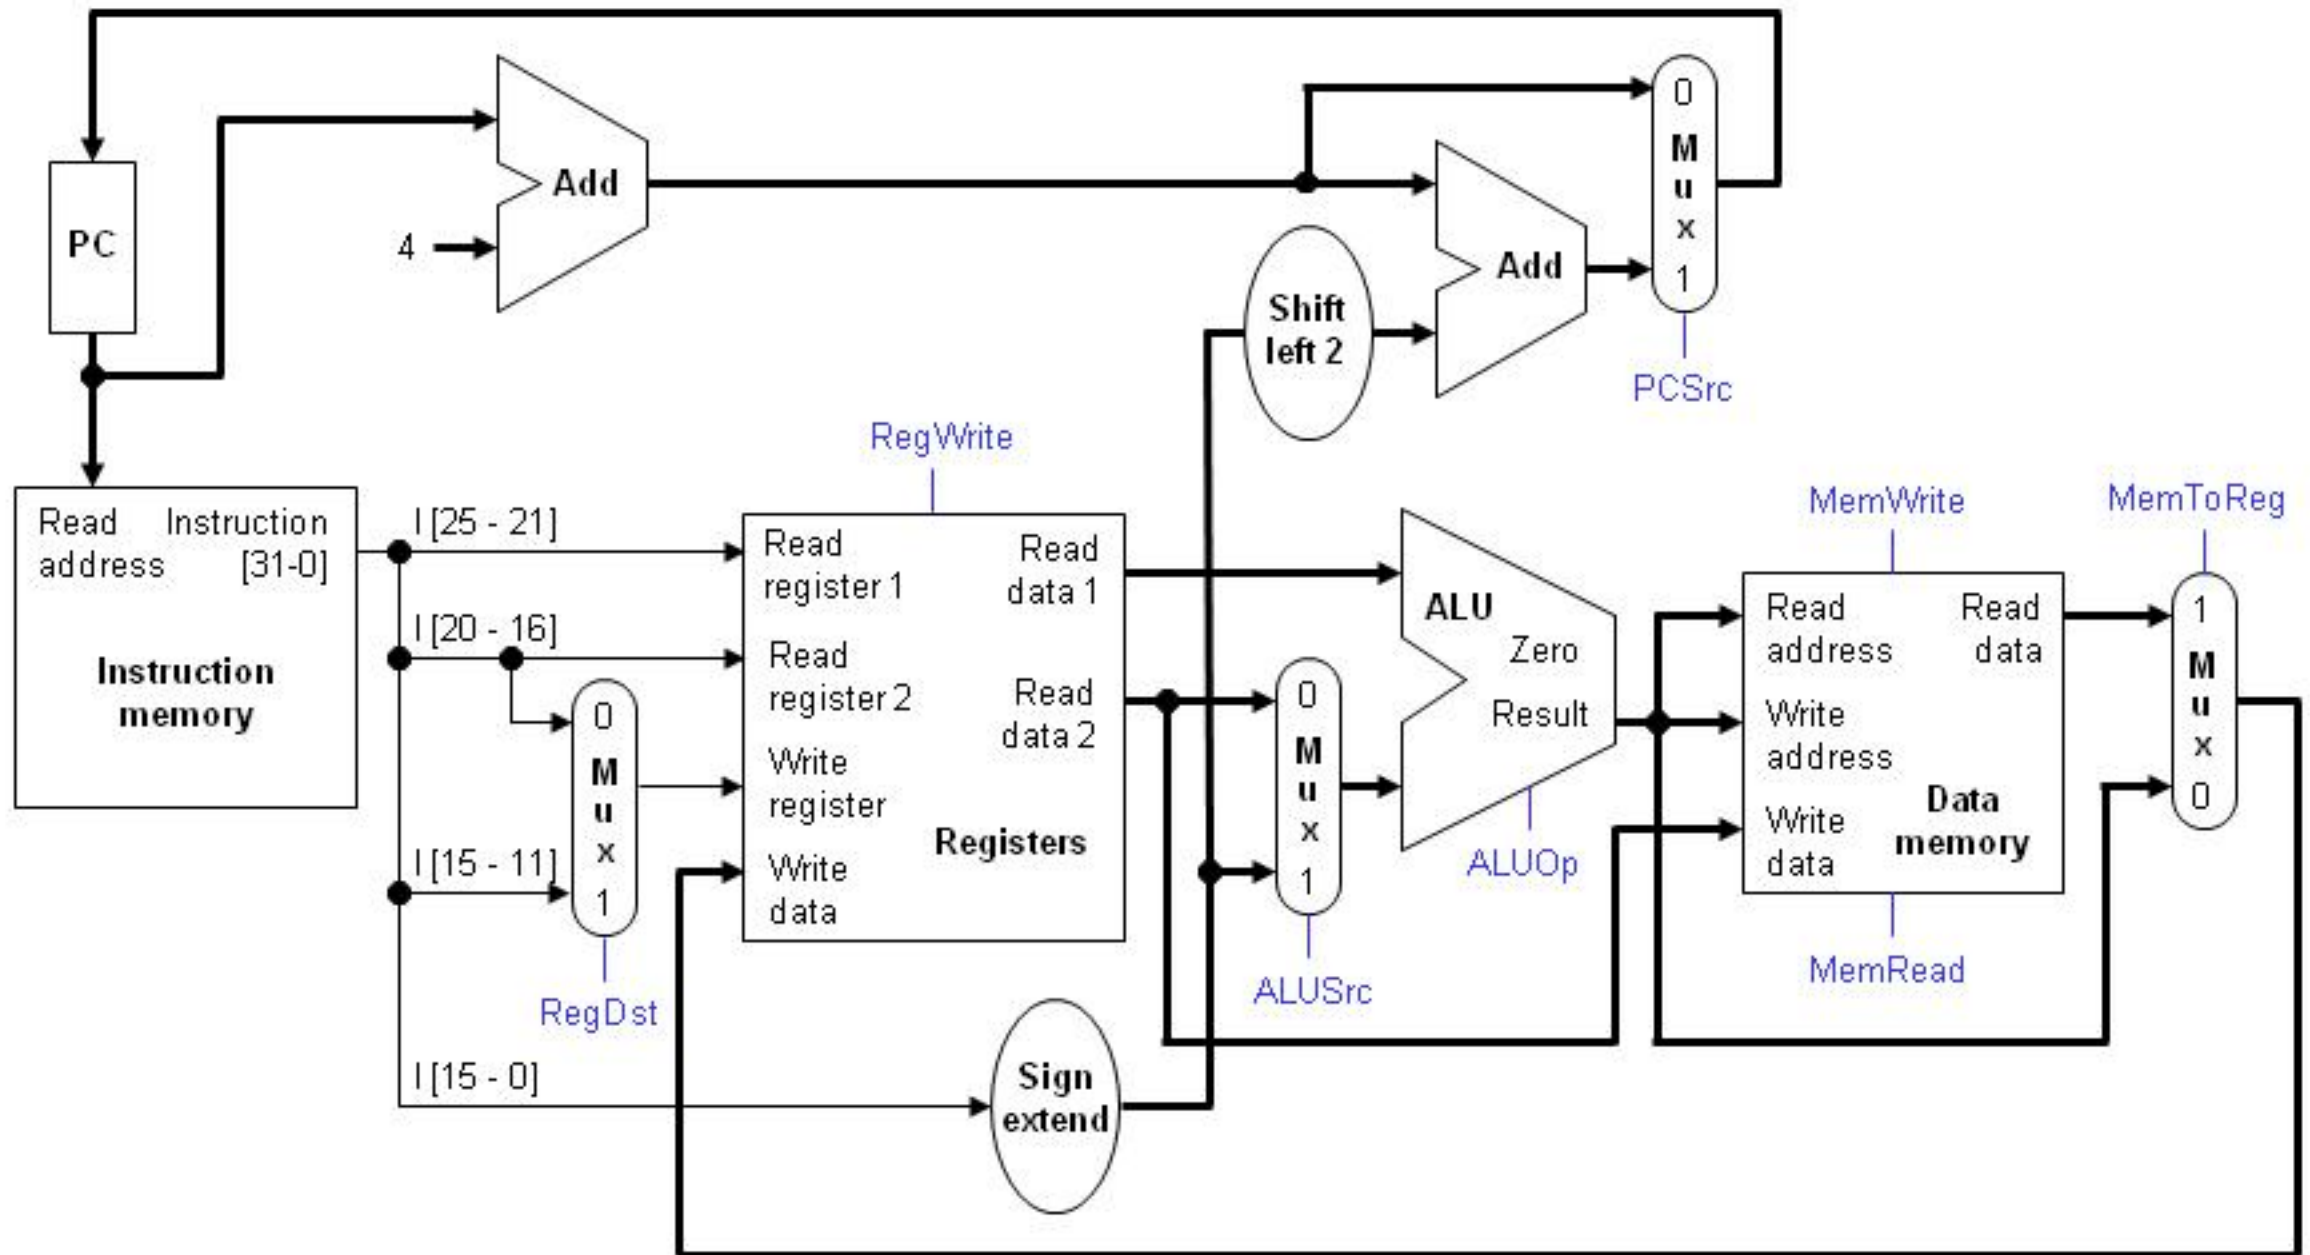 0
M
u
x
1
Add
Add
4
PC
Shift
left 2
PCSrc
RegWrite
MemWrite
MemToReg
Read
address
Instruction
[31-0]
Instruction
memory
I [25 - 21]
I [20 - 16]
I [15 - 11]
I [15 - 0]
0
M
u
x
1
RegDst
Read
register 1
Read
register 2
Write
register
Write
data
Read
data 1
Read
data 2
Registers
Sign
extend
0
M
u
x
1
ALUSrc
ALU
Zero
Result
ALUOp
Read
address
Write
address
Write
data
Read
data
Data
memory
MemRead
1
M
u
x
0